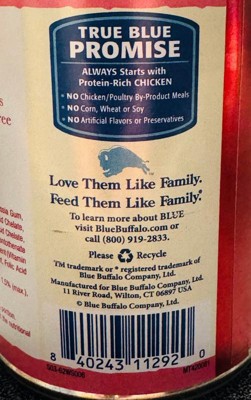 TRUE BLUE
PROMISE
ALWAYS Starts with
Protein-Rich CHICKEN
• NO Chicken/Poultry By-Product Meals
• NO Corn, Wheat or Soy
• NO Artificial Flavors or Preservatives
Love Them Like Family.
Feed Them Like Family.®
To learn more about BLUE
visit BlueBuffalo.com or
call (800) 919-2833.
Please Recycle
TM trademark or ® registered trademark of
Blue Buffalo Company, Ltd.
Manufactured for Blue Buffalo Company, Ltd.
11 River Road, Wilton, CT 06897 USA
© Blue Buffalo Company, Ltd.
8 40243 11292 0